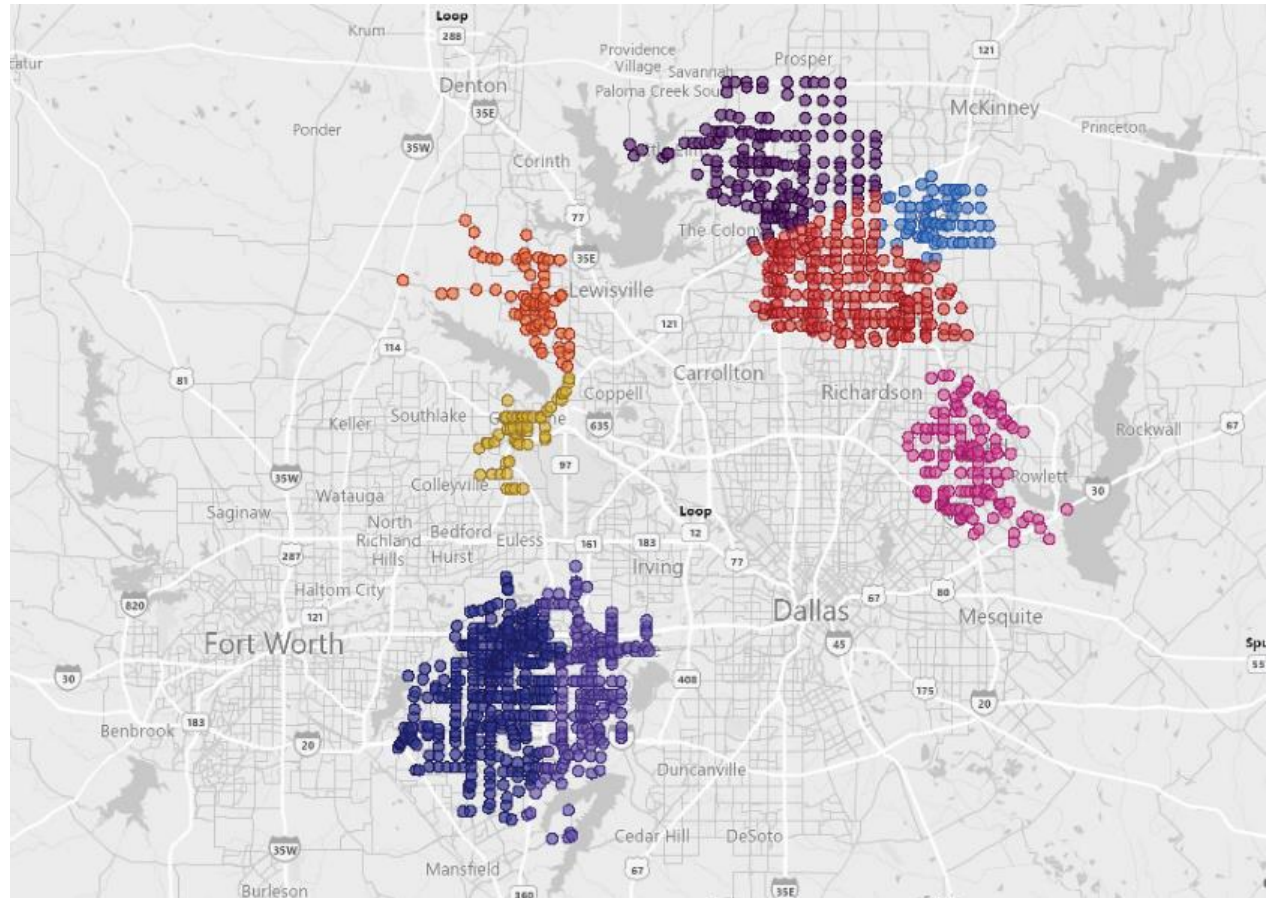 Loop
288
Krum
Providence
Village
Savannah
Prosper
121
Denton
Paloma Creek Sou
McKinney
35E
Ponder
35W
Princeton
Corinth
77
The Colon
35E
Lewisville
121
114
Carrollton
81
Coppell
Richardson
Keller
Southlake
635
Rockwall
67
97
35W
Colleyville
Rowlett
30
Watauga
Saginaw
Loop
12
North
Richland
Hills
Bedford
Hurst
Euless
161
183
77
287
Irving
Haltom City
820
121
67
80
Dallas
Mesquite
Fort Worth
45
Spu
55
30
408
175
20
183
Benbrook
20
Duncanville
Cedar Hill
DeSoto
35W
Mansfield
67
Burleson
360
35E